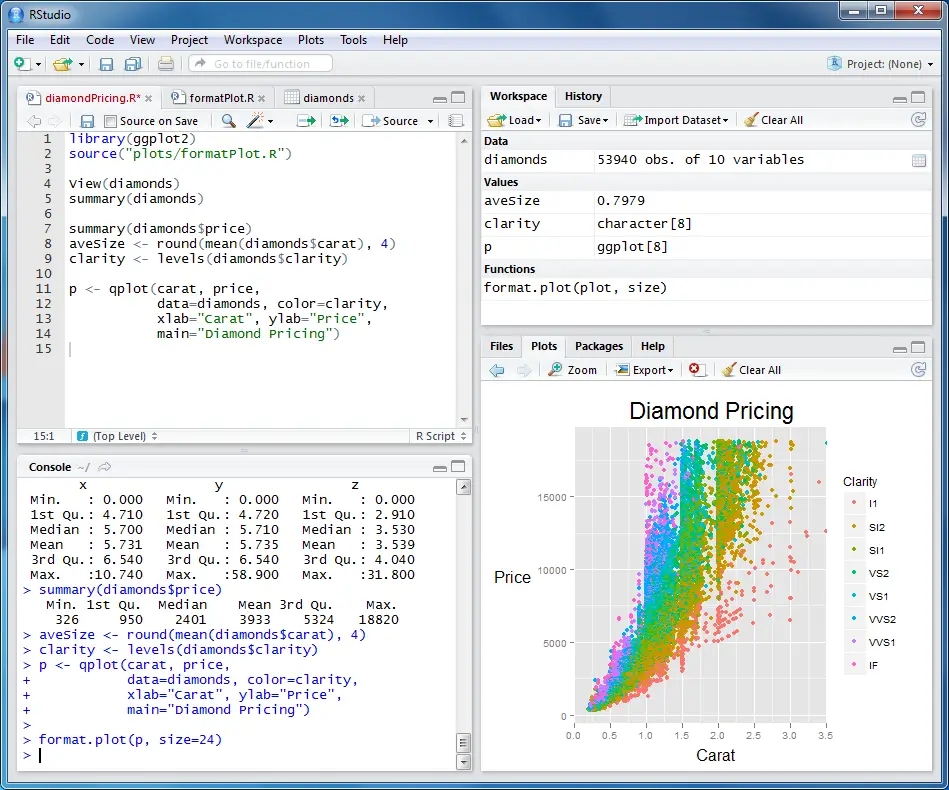 RStudio
File Edit Code View Project Workspace Plots Tools Help
Go to file/function
Project: (None)
diamondPricing.R*
formatPlot.R
diamonds
Source on Save
Source
1 library(ggplot2)
2 source("plots/formatPlot.R")
3
4 View(diamonds)
5 summary(diamonds)
6
7 summary(diamonds$price)
8 aveSize <- round(mean(diamonds$carat), 4)
9 clarity <- levels(diamonds$clarity)
10
11 p <- qplot(carat, price,
12 data=diamonds, color=clarity,
13 xlab="Carat", ylab="Price",
14 main="Diamond Pricing")
15
15:1 (Top Level) R Script
Console ~/
x y z
Min. : 0.000 Min. : 0.000 Min. : 0.000
1st Qu.: 4.710 1st Qu.: 4.720 1st Qu.: 2.910
Median : 5.700 Median : 5.710 Median : 3.530
Mean : 5.731 Mean : 5.735 Mean : 3.539
3rd Qu.: 6.540 3rd Qu.: 6.540 3rd Qu.: 4.040
Max. :10.740 Max. :58.900 Max. :31.800
> summary(diamonds$price)
Min. 1st Qu. Median Mean 3rd Qu. Max.
326 950 2401 3933 5324 18820
> aveSize <- round(mean(diamonds$carat), 4)
> clarity <- levels(diamonds$clarity)
> p <- qplot(carat, price,
+ data=diamonds, color=clarity,
+ xlab="Carat", ylab="Price",
+ main="Diamond Pricing")
>
> format.plot(p, size=24)
>
Workspace History
Load Save Import Dataset Clear All
Data
diamonds 53940 obs. of 10 variables
Values
aveSize 0.7979
clarity character[8]
p ggplot[8]
Functions
format.plot(plot, size)
Files Plots Packages Help
Zoom Export Clear All
Diamond Pricing
Price
15000
10000
5000
0
0.0 0.5 1.0 1.5 2.0 2.5 3.0 3.5
Carat
Clarity
I1
SI2
SI1
VS2
VS1
VVS2
VVS1
IF